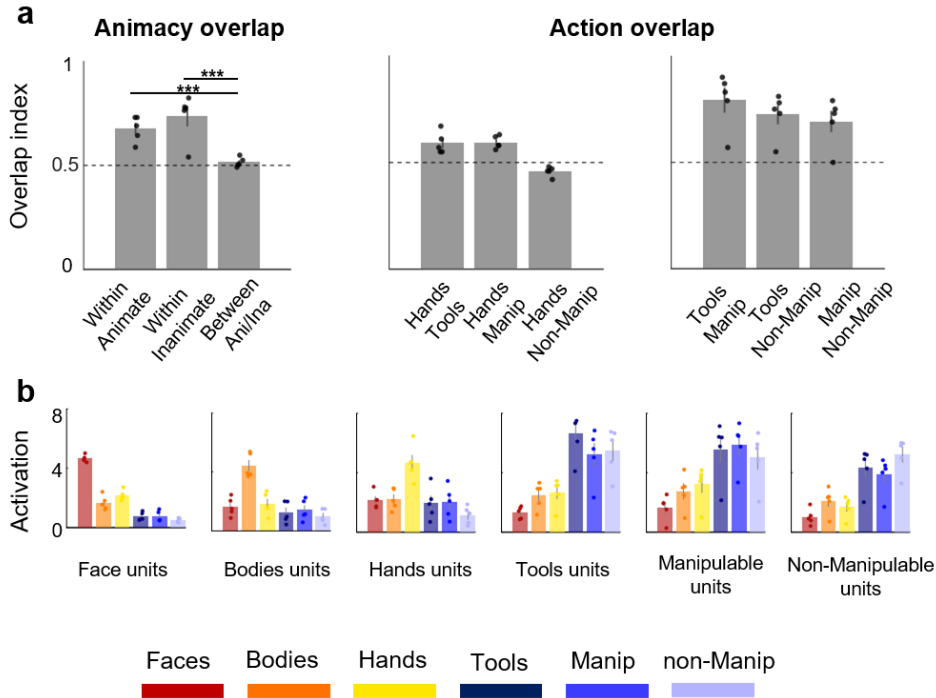 a
Animacy overlap
Action overlap
Overlap index
1
0.5
0
***
***
Within Animate
Within Inanimate
Between Ani/Ina
Hands Tools
Hands Manip
Hands Non-Manip
Tools Manip
Tools Non-Manip
Manip Non-Manip
b
Activation
8
4
0
Face units
Bodies units
Hands units
Tools units
Manipulable
units
Non-Manipulable
units
Faces Bodies Hands Tools Manip non-Manip